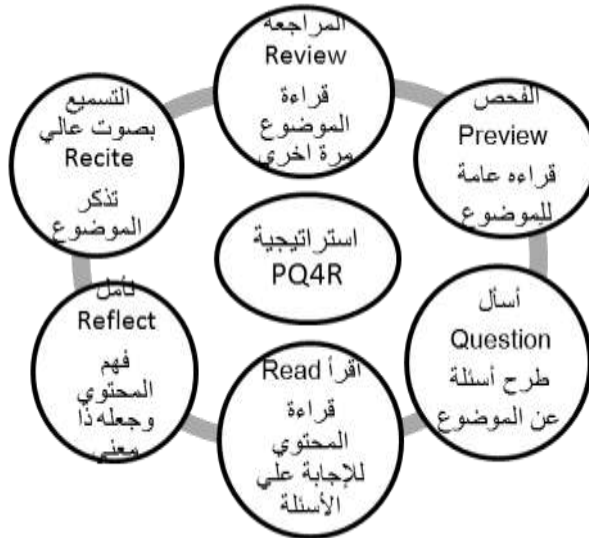 المراجعة
Review
قراءة
الموضوع
مرة اخري
الفحص
Preview
قراءه عامة
للموضوع
أسأل
Question
طرح أسئلة
عن الموضوع
اقرأ Read
قراءة
المحتوي
للإجابة علي
الأسئلة
تأمل
Reflect
فهم
المحتوي
وجعله ذا
معني
التسميع
بصوت عالي
Recite
تذكر
الموضوع
استراتيجية
PQ4R